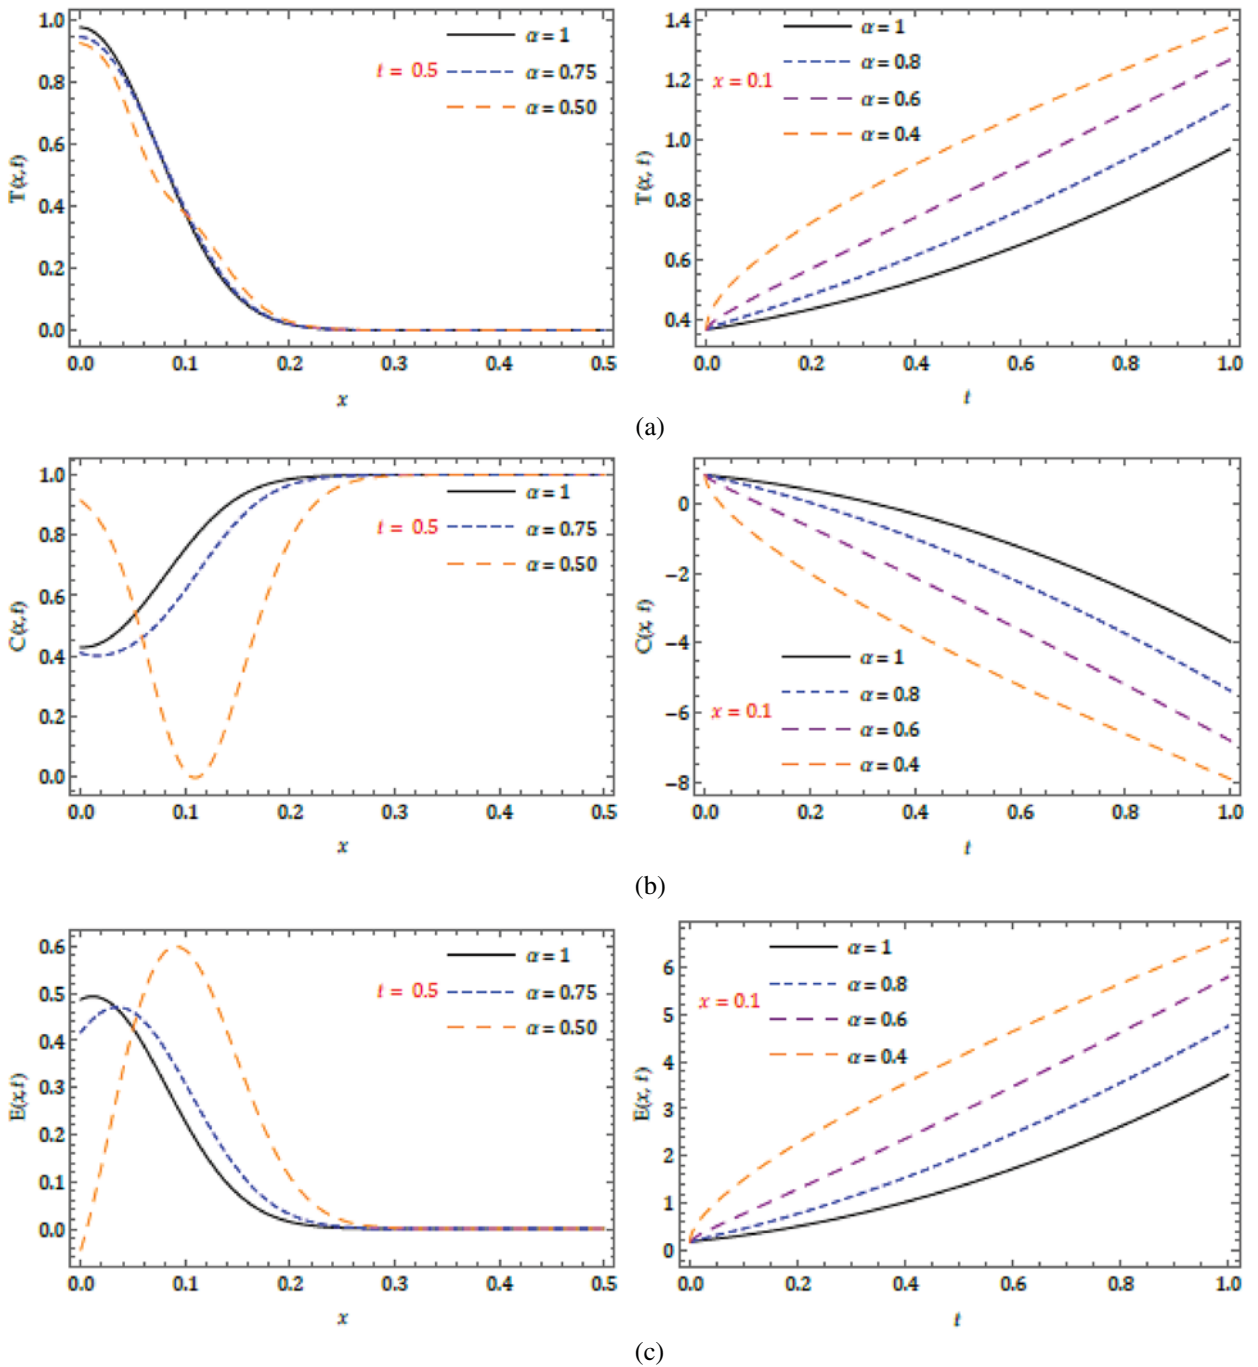 T(x,t)
1.0
0.8
0.6
0.4
0.2
0.0
0.0 0.1 0.2 0.3 0.4 0.5
x
t = 0.5
α = 1
α = 0.75
α = 0.50
T(x, t)
1.4
1.2
1.0
0.8
0.6
0.4
0.0 0.2 0.4 0.6 0.8 1.0
t
x = 0.1
α = 1
α = 0.8
α = 0.6
α = 0.4
(a)
C(x,t)
1.0
0.8
0.6
0.4
0.2
0.0
0.0 0.1 0.2 0.3 0.4 0.5
x
t = 0.5
α = 1
α = 0.75
α = 0.50
C(x, t)
0
−2
−4
−6
−8
0.0 0.2 0.4 0.6 0.8 1.0
t
x = 0.1
α = 1
α = 0.8
α = 0.6
α = 0.4
(b)
E(x,t)
0.6
0.5
0.4
0.3
0.2
0.1
0.0
0.0 0.1 0.2 0.3 0.4 0.5
x
t = 0.5
α = 1
α = 0.75
α = 0.50
E(x, t)
6
5
4
3
2
1
0
0.0 0.2 0.4 0.6 0.8 1.0
t
x = 0.1
α = 1
α = 0.8
α = 0.6
α = 0.4
(c)